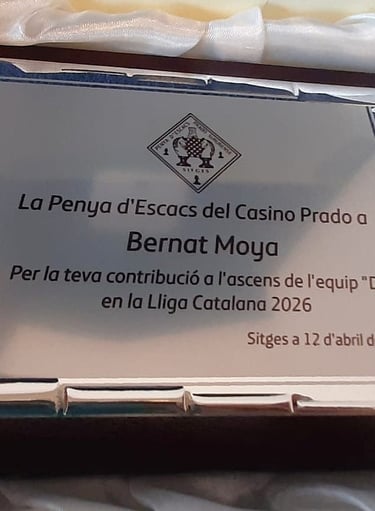 SITGES
La Penya d'Escacs del Casino Prado a
Bernat Moya
Per la teva contribució a l'ascens de l'equip "D
en la Lliga Catalana 2026
Sitges a 12 d'abril d